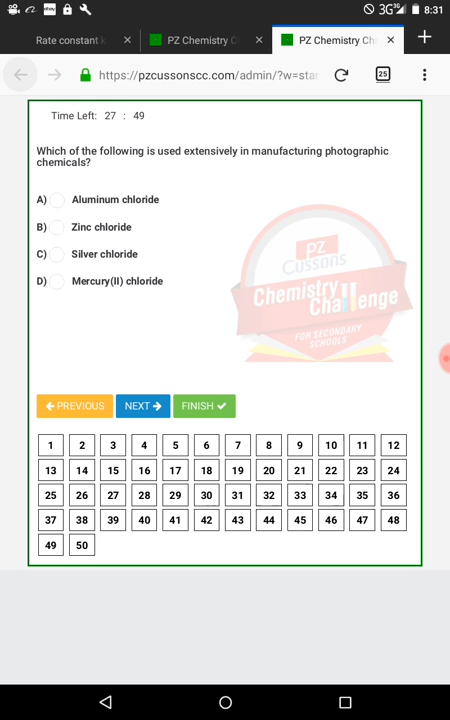 3G 3G 8:31
Rate constant k
PZ Chemistry C
PZ Chemistry Ch
https://pzcussonscc.com/admin/?w=star
25
Time Left: 27 : 49
Which of the following is used extensively in manufacturing photographic
chemicals?
A) Aluminum chloride
B) Zinc chloride
C) Silver chloride
D) Mercury(II) chloride
PZ
Cussons
Chemistry
Challenge
FOR SECONDARY
SCHOOLS
PREVIOUS NEXT FINISH
1 2 3 4 5 6 7 8 9 10 11 12
13 14 15 16 17 18 19 20 21 22 23 24
25 26 27 28 29 30 31 32 33 34 35 36
37 38 39 40 41 42 43 44 45 46 47 48
49 50